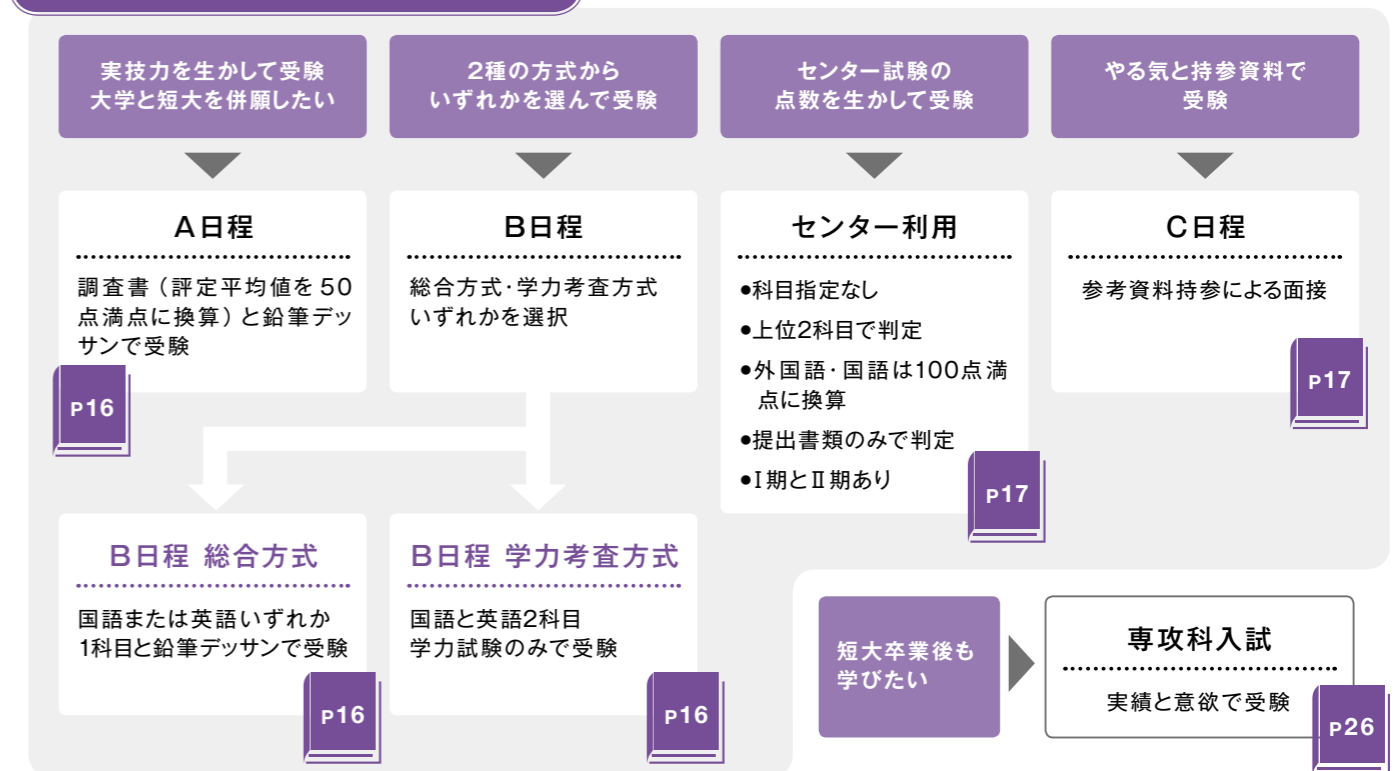 実技力を生かして受験
大学と短大を併願したい
2種の方式から
いずれかを選んで受験
センター試験の
点数を生かして受験
やる気と持参資料で
受験
A日程
調査書（評定平均値を50
点満点に換算）と鉛筆デッ
サンで受験
P16
B日程
総合方式・学力考査方式
いずれかを選択
センター利用
●科目指定なし
●上位2科目で判定
●外国語・国語は100点満
点に換算
●提出書類のみで判定
●Ⅰ期とⅡ期あり
P17
C日程
参考資料持参による面接
P17
B日程 総合方式
国語または英語いずれか
1科目と鉛筆デッサンで受験
P16
B日程 学力考査方式
国語と英語2科目
学力試験のみで受験
P16
短大卒業後も
学びたい
専攻科入試
実績と意欲で受験
P26